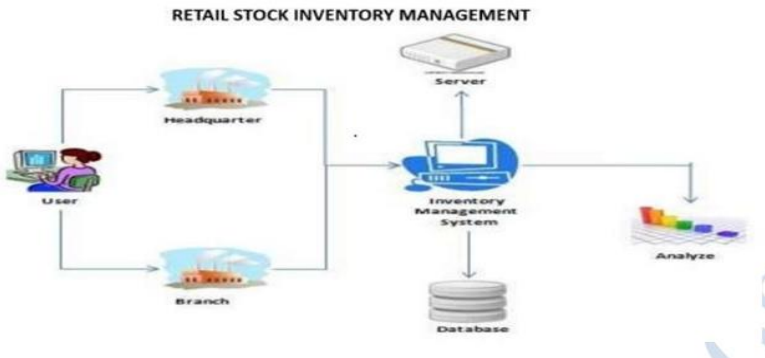 RETAIL STOCK INVENTORY MANAGEMENT
Server
Headquarter
User
Inventory
Management
System
Analyze
Branch
Database